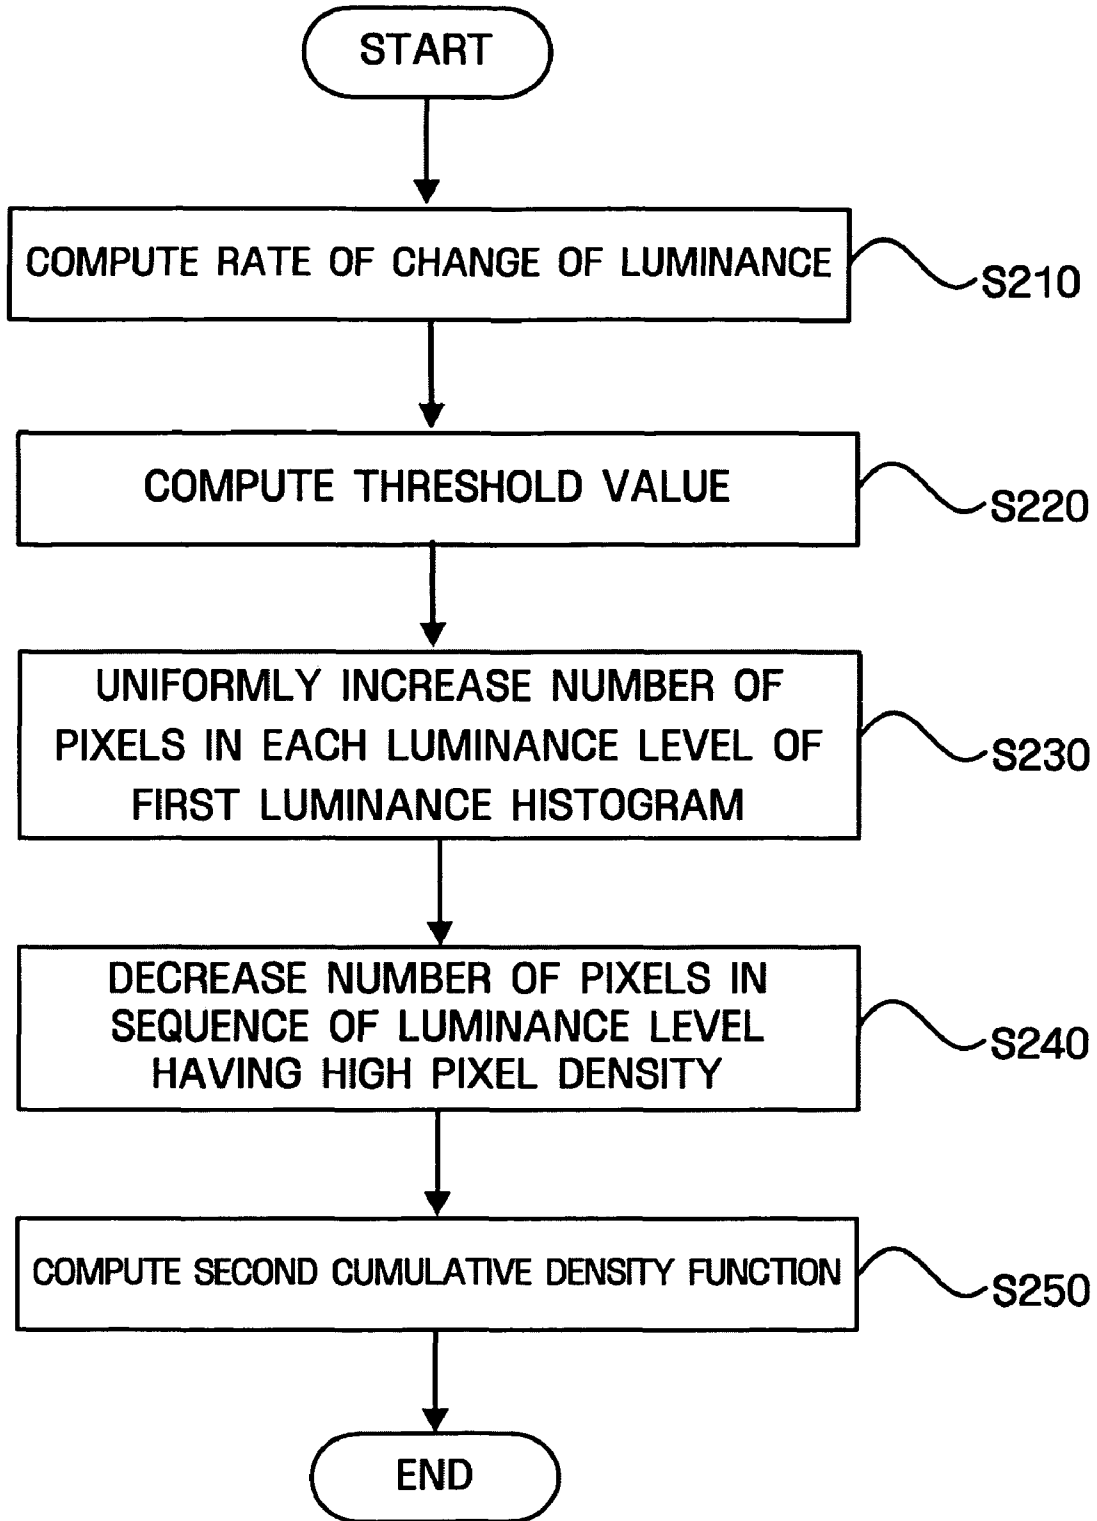 START
COMPUTE RATE OF CHANGE OF LUMINANCE
S210
COMPUTE THRESHOLD VALUE
S220
UNIFORMLY INCREASE NUMBER OF
PIXELS IN EACH LUMINANCE LEVEL OF
FIRST LUMINANCE HISTOGRAM
S230
DECREASE NUMBER OF PIXELS IN
SEQUENCE OF LUMINANCE LEVEL
HAVING HIGH PIXEL DENSITY
S240
COMPUTE SECOND CUMULATIVE DENSITY FUNCTION
S250
END